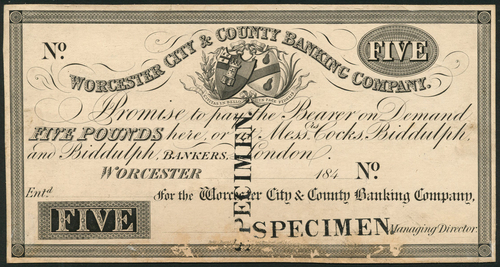 No.
WORCESTER CITY & COUNTY BANKING COMPANY.
FIVE
Promise to pay the Bearer on Demand
FIVE POUNDS here, or at Messrs Cocks, Biddulph,
and Biddulph, BANKERS, London.
WORCESTER 184 No.
Entd. For the Worcester City & County Banking Company,
FIVE
SPECIMEN
SPECIMEN
Managing Director.